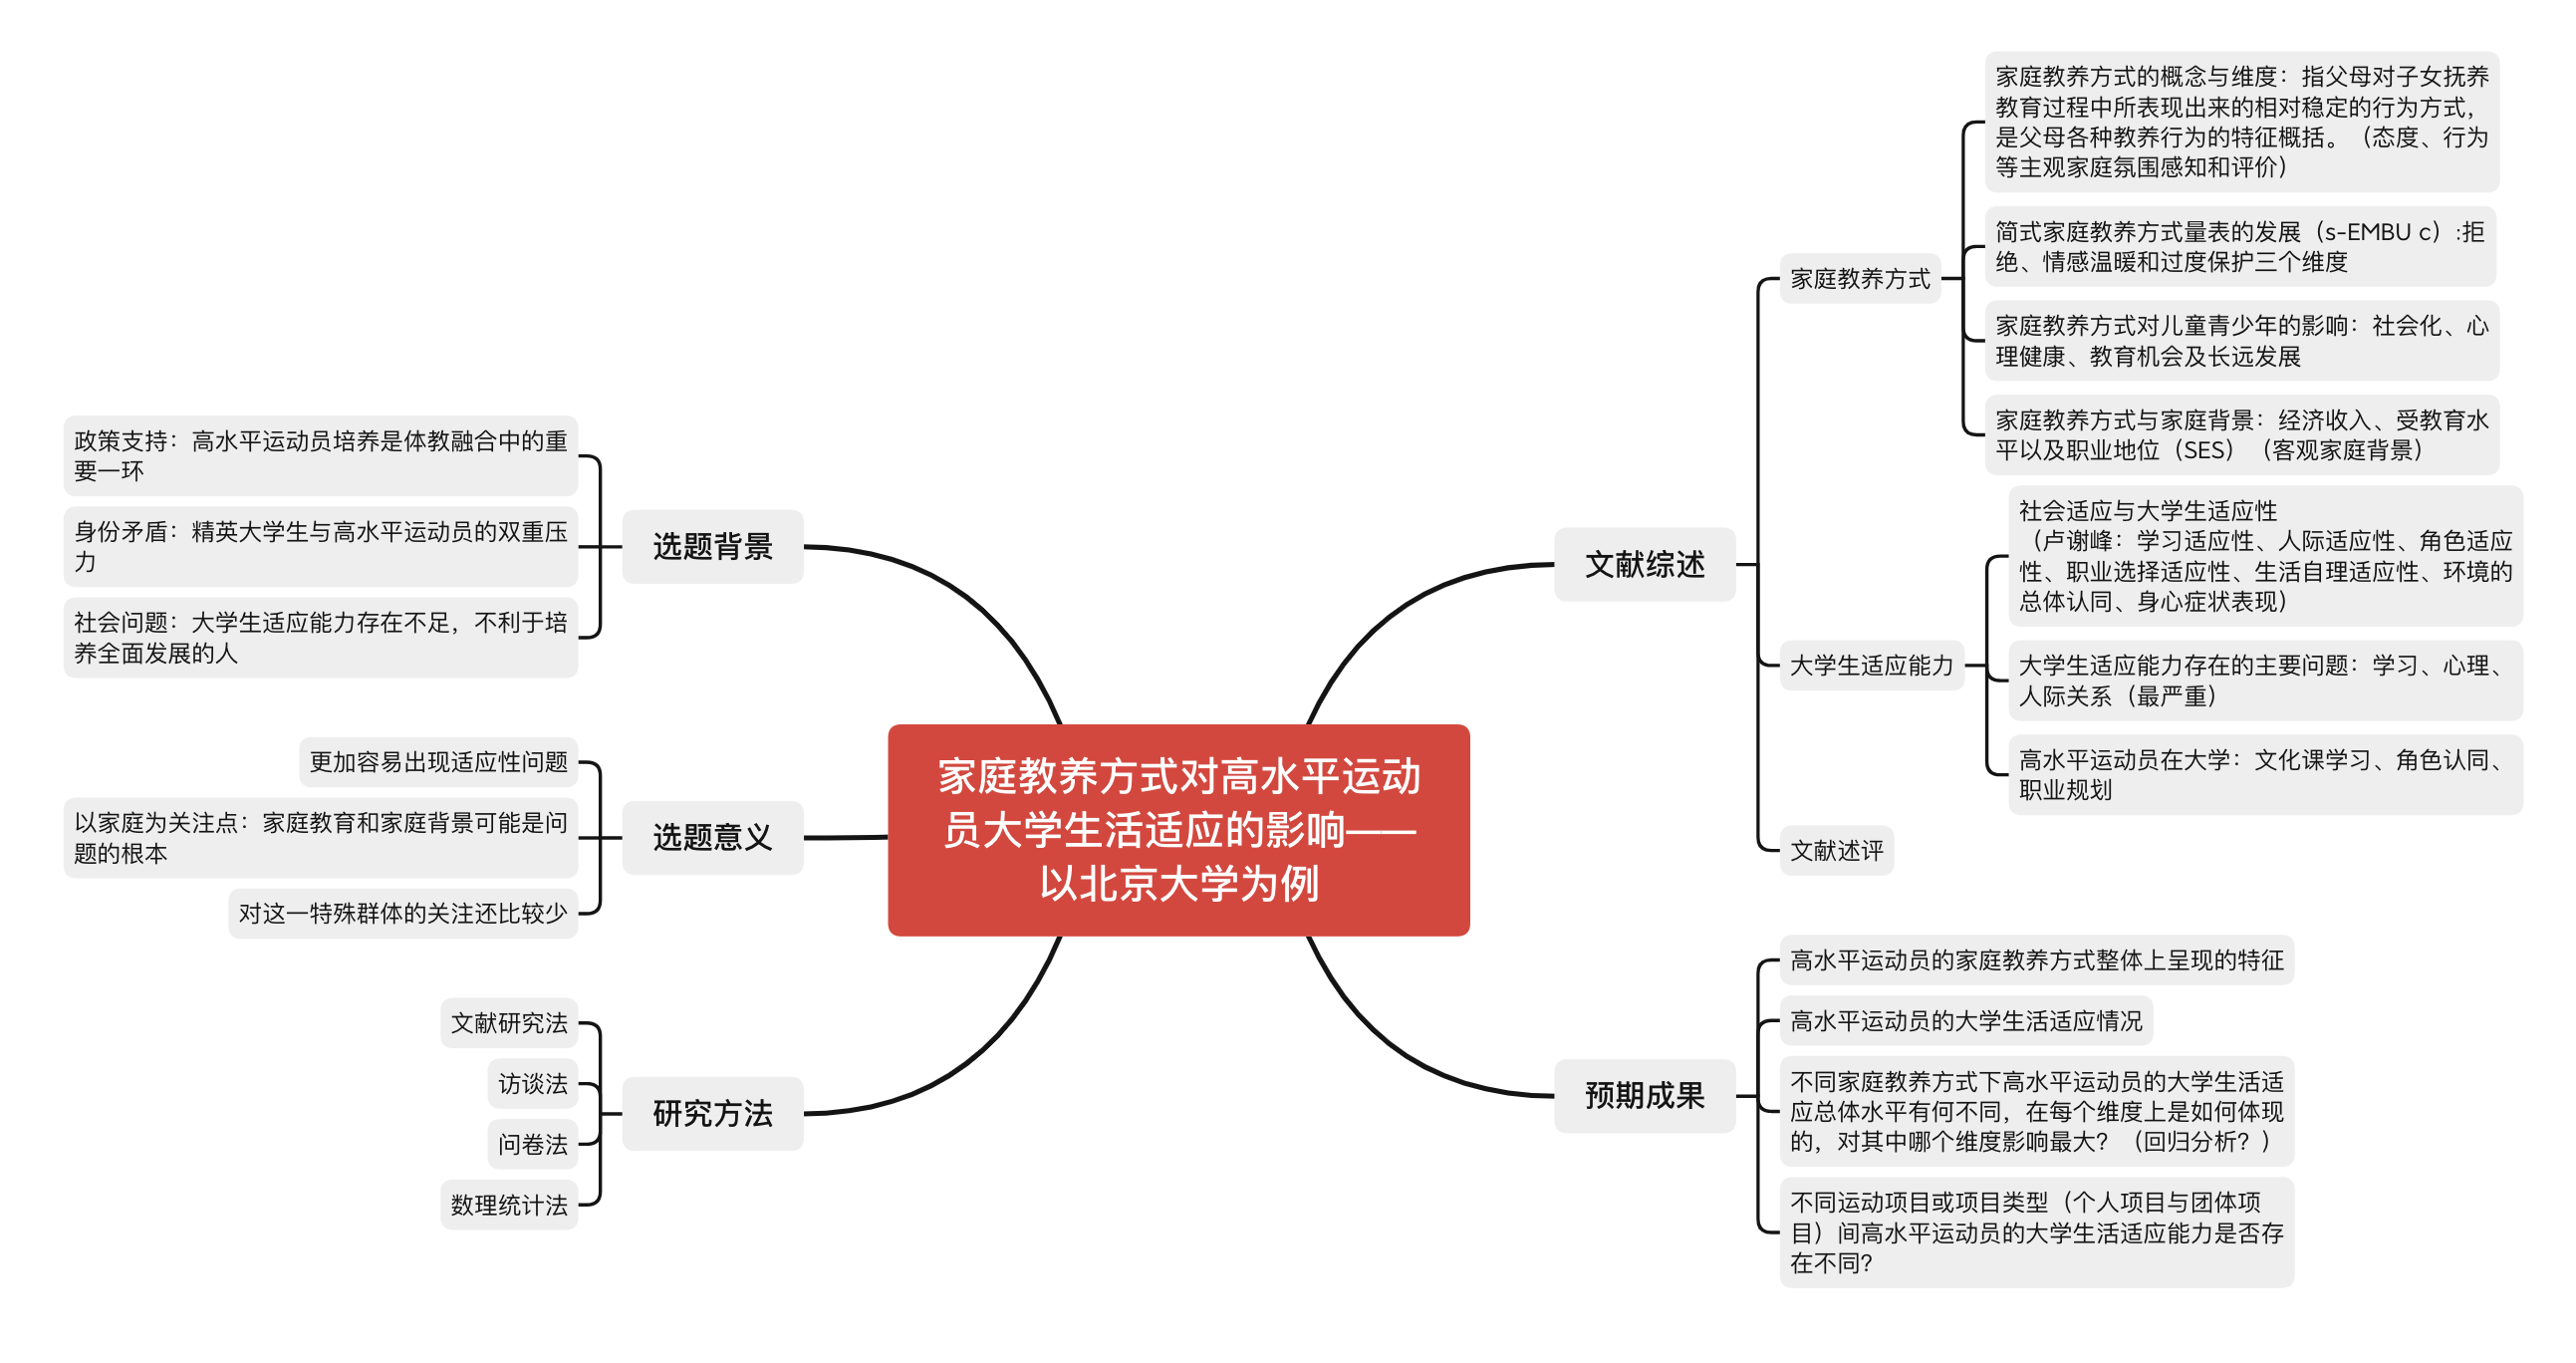 家庭教养方式对高水平运动
员大学生活适应的影响——
以北京大学为例
选题背景
政策支持：高水平运动员培养是体教融合中的重
要一环
身份矛盾：精英大学生与高水平运动员的双重压
力
社会问题：大学生适应能力存在不足，不利于培
养全面发展的人
选题意义
更加容易出现适应性问题
以家庭为关注点：家庭教育和家庭背景可能是问
题的根本
对这一特殊群体的关注还比较少
研究方法
文献研究法
访谈法
问卷法
数理统计法
文献综述
家庭教养方式
家庭教养方式的概念与维度：指父母对子女抚养
教育过程中所表现出来的相对稳定的行为方式，
是父母各种教养行为的特征概括。（态度、行为
等主观家庭氛围感知和评价）
简式家庭教养方式量表的发展（s-EMBU c）:拒
绝、情感温暖和过度保护三个维度
家庭教养方式对儿童青少年的影响：社会化、心
理健康、教育机会及长远发展
家庭教养方式与家庭背景：经济收入、受教育水
平以及职业地位（SES）（客观家庭背景）
大学生适应能力
社会适应与大学生适应性
（卢谢峰：学习适应性、人际适应性、角色适应
性、职业选择适应性、生活自理适应性、环境的
总体认同、身心症状表现）
大学生适应能力存在的主要问题：学习、心理、
人际关系（最严重）
高水平运动员在大学：文化课学习、角色认同、
职业规划
文献述评
预期成果
高水平运动员的家庭教养方式整体上呈现的特征
高水平运动员的大学生活适应情况
不同家庭教养方式下高水平运动员的大学生活适
应总体水平有何不同，在每个维度上是如何体现
的，对其中哪个维度影响最大？（回归分析？）
不同运动项目或项目类型（个人项目与团体项
目）间高水平运动员的大学生活适应能力是否存
在不同？